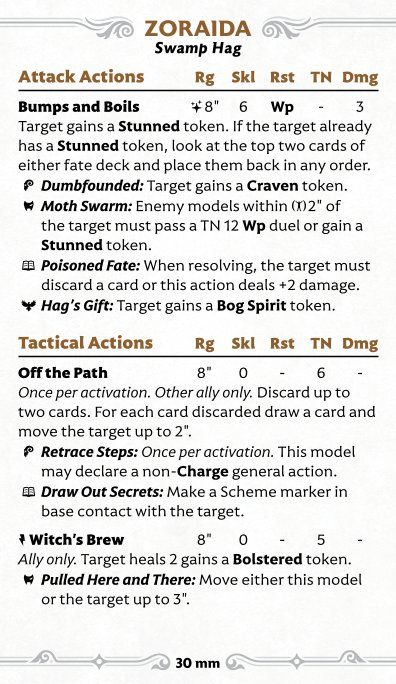 ZORAIDA
Swamp Hag
Attack Actions Rg Skl Rst TN Dmg
Bumps and Boils 8" 6 Wp - 3
Target gains a Stunned token. If the target already
has a Stunned token, look at the top two cards of
either fate deck and place them back in any order.
Dumbfounded: Target gains a Craven token.
Moth Swarm: Enemy models within 2" of
the target must pass a TN 12 Wp duel or gain a
Stunned token.
Poisoned Fate: When resolving, the target must
discard a card or this action deals +2 damage.
Hag's Gift: Target gains a Bog Spirit token.
Tactical Actions Rg Skl Rst TN Dmg
Off the Path 8" 0 - 6 -
Once per activation. Other ally only. Discard up to
two cards. For each card discarded draw a card and
move the target up to 2".
Retrace Steps: Once per activation. This model
may declare a non-Charge general action.
Draw Out Secrets: Make a Scheme marker in
base contact with the target.
Witch's Brew 8" 0 - 5 -
Ally only. Target heals 2 gains a Bolstered token.
Pulled Here and There: Move either this model
or the target up to 3".
30 mm